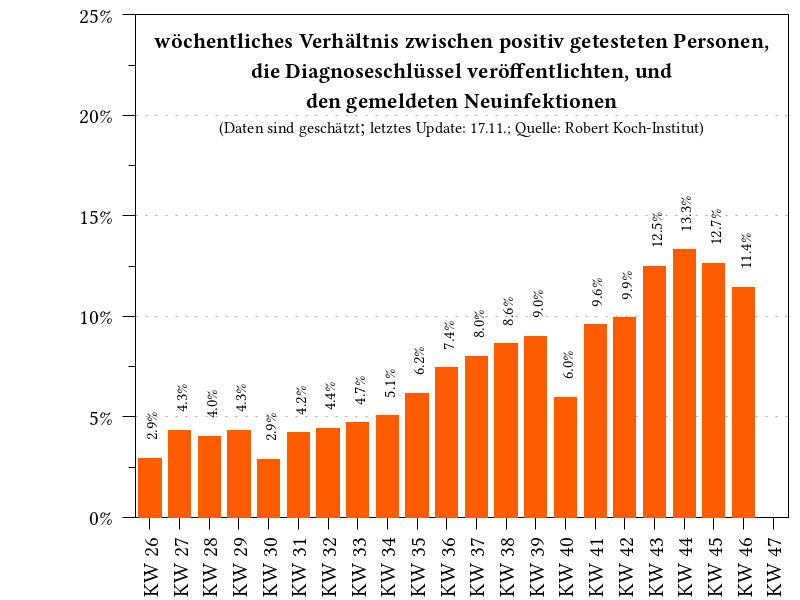 wöchentliches Verhältnis zwischen positiv getesteten Personen,
die Diagnoseschlüssel veröffentlichten, und
den gemeldeten Neuinfektionen
(Daten sind geschätzt; letztes Update: 17.11.; Quelle: Robert Koch-Institut)
25%
20%
15%
10%
5%
0%
2.9%
4.3%
4.0%
4.3%
2.9%
4.2%
4.4%
4.7%
5.1%
6.2%
7.4%
8.0%
8.6%
9.0%
6.0%
9.6%
9.9%
12.5%
13.3%
12.7%
11.4%
KW 26
KW 27
KW 28
KW 29
KW 30
KW 31
KW 32
KW 33
KW 34
KW 35
KW 36
KW 37
KW 38
KW 39
KW 40
KW 41
KW 42
KW 43
KW 44
KW 45
KW 46
KW 47